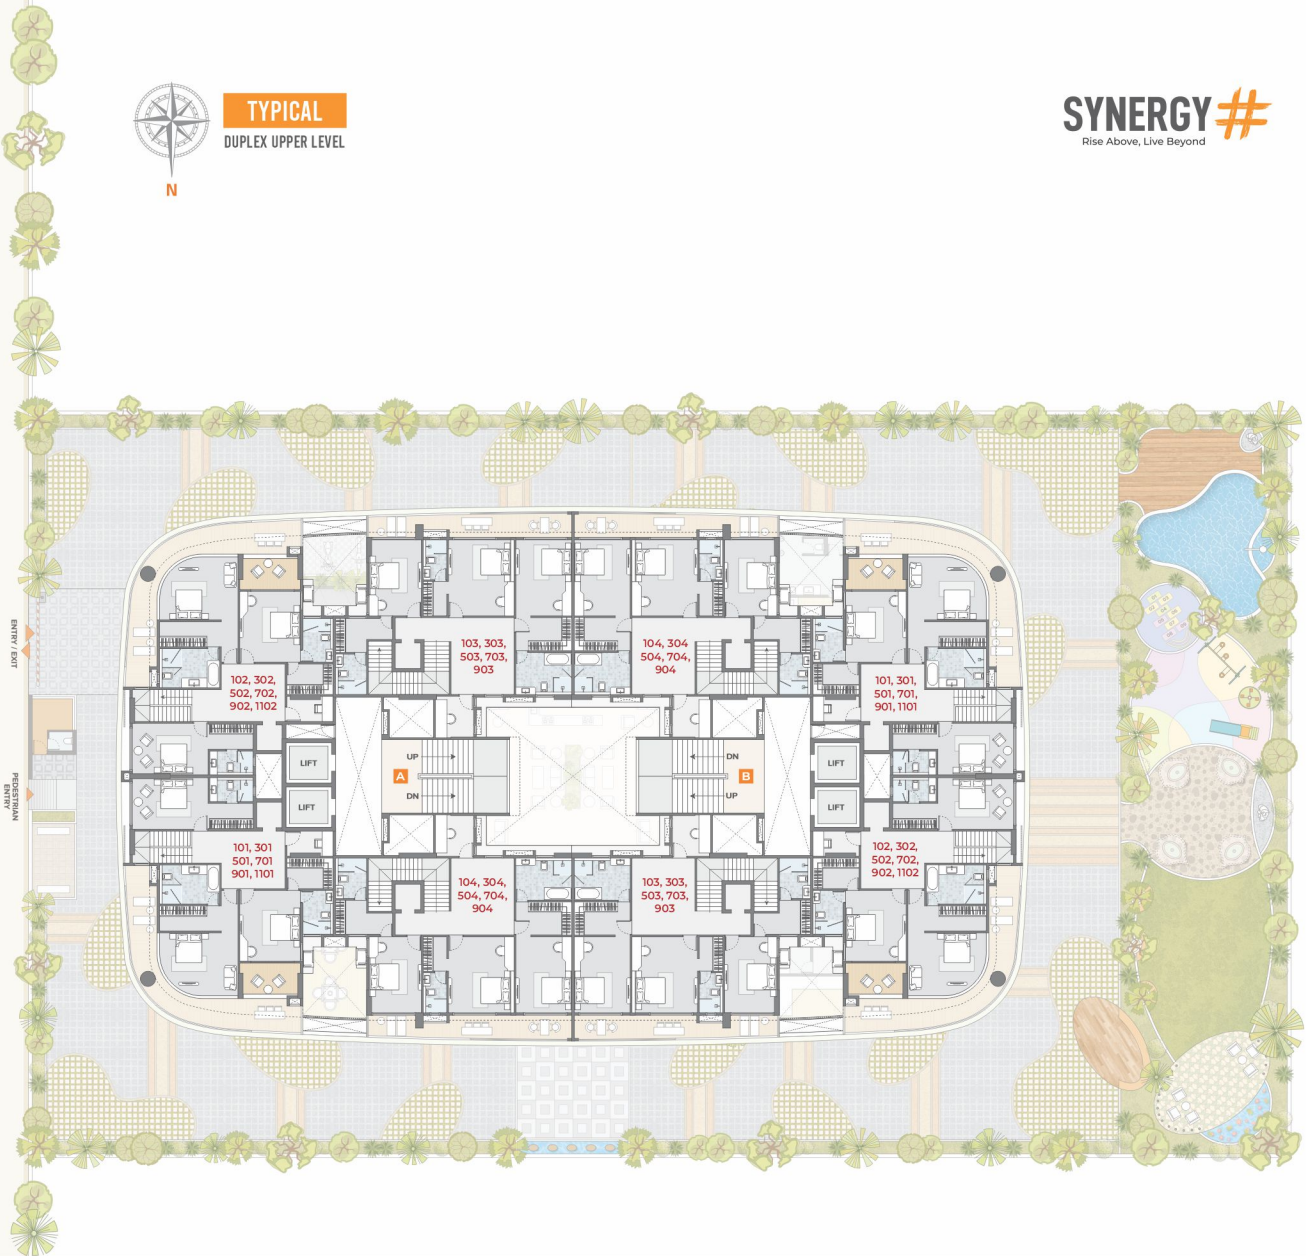 TYPICAL
DUPLEX UPPER LEVEL
N
SYNERGY#
Rise Above, Live Beyond
ENTRY / EXIT
PEDESTRIAN
ENTRY
103, 303,
503, 703,
903
104, 304
504, 704,
904
102, 302,
502, 702,
902, 1102
101, 301,
501, 701,
901, 1101
LIFT
UP
A
DN
LIFT
DN
B
UP
LIFT
LIFT
101, 301
501, 701
901, 1101
104, 304,
504, 704,
904
103, 303,
503, 703,
903
102, 302,
502, 702,
902, 1102